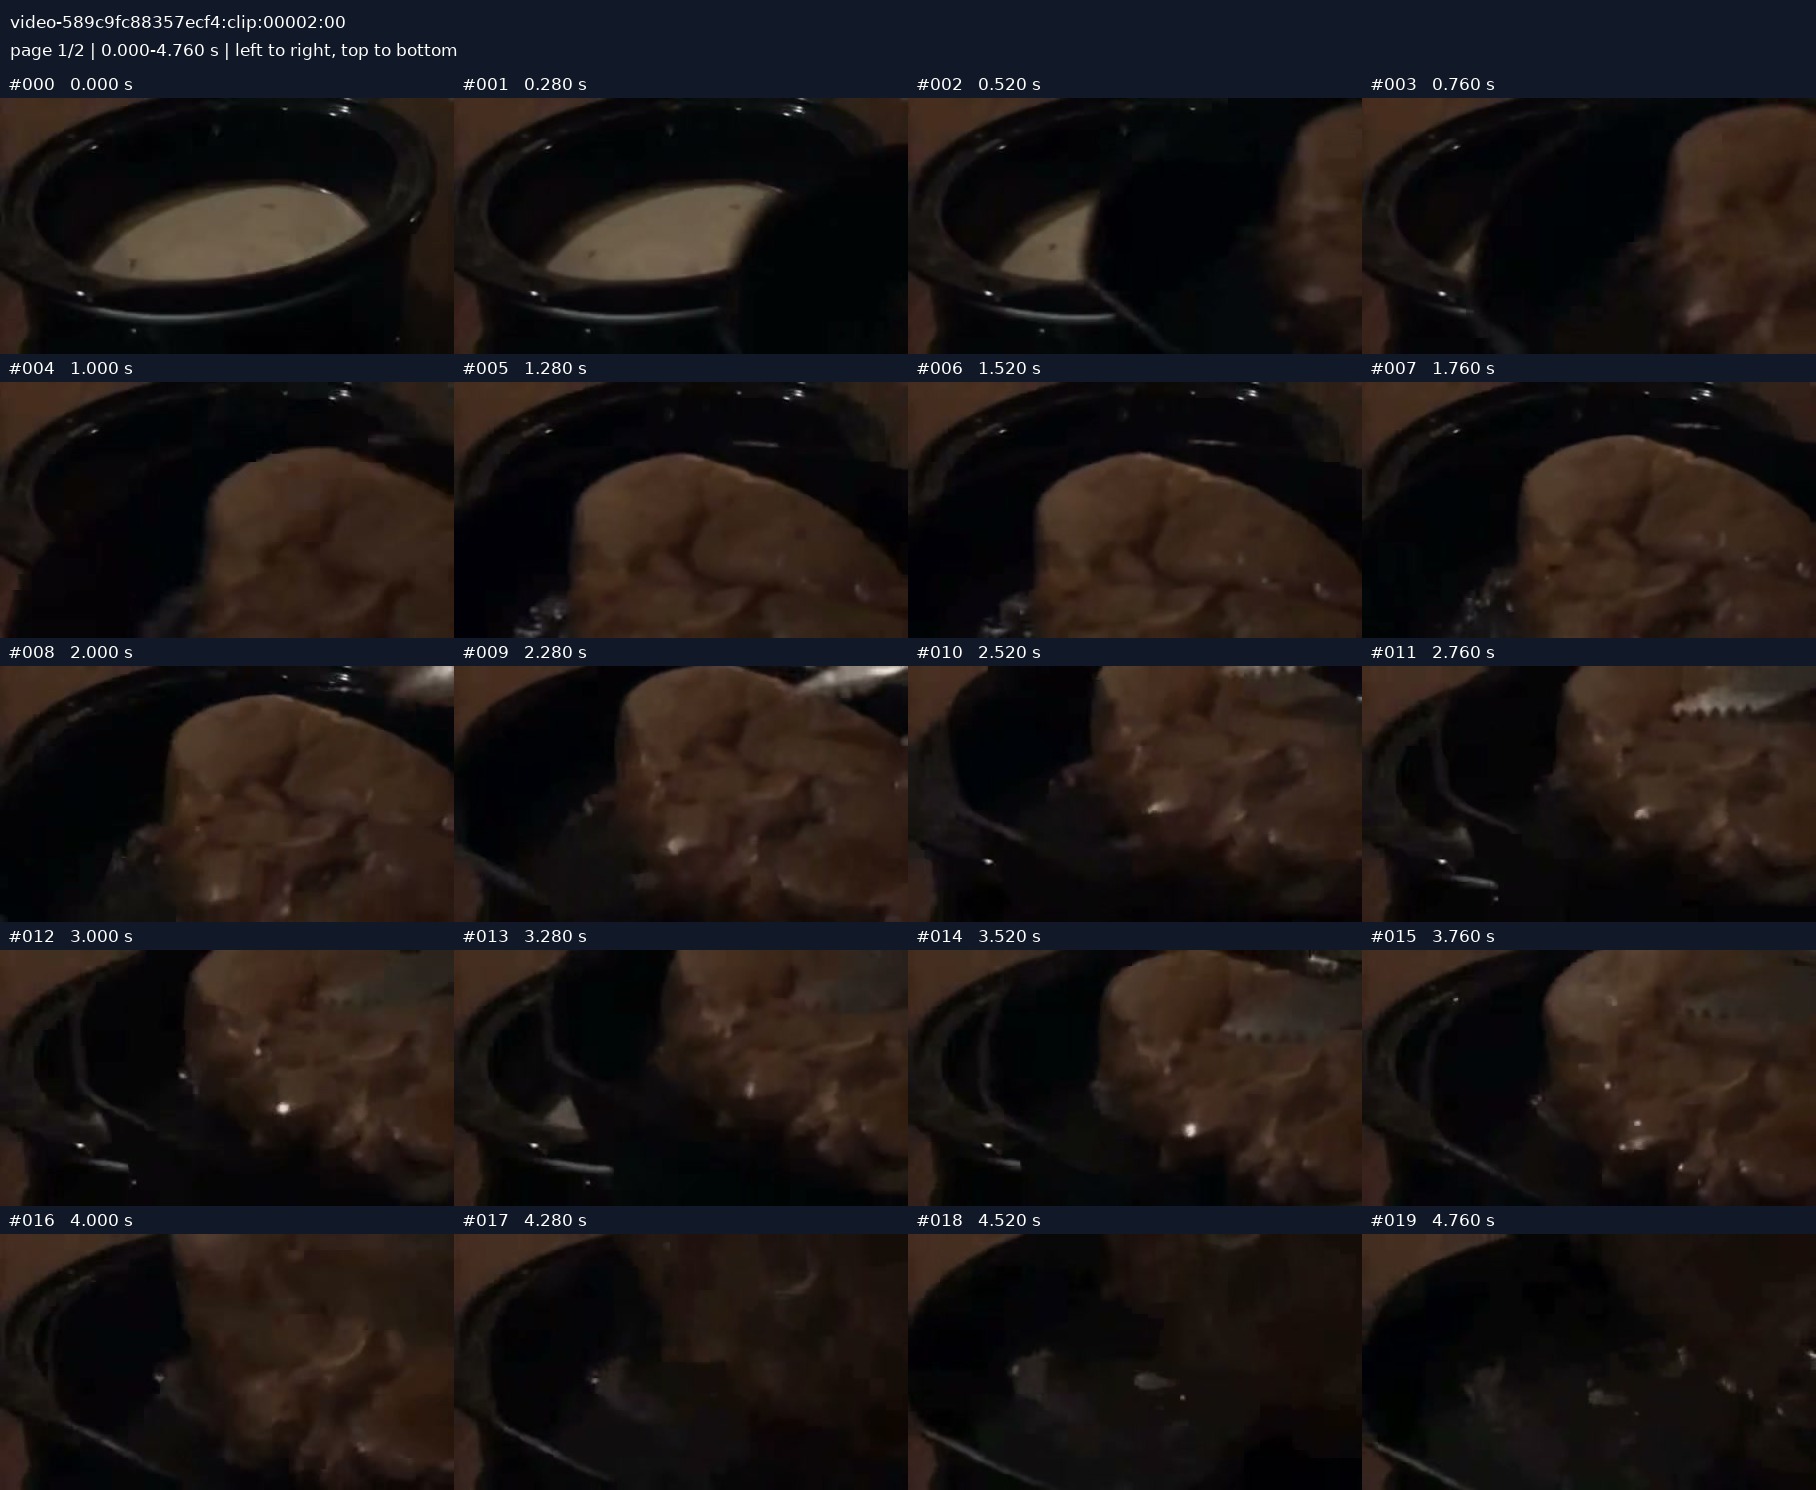 video-589c9fc88357ecf4:clip:00002:00
page 1/2 | 0.000-4.760 s | left to right, top to bottom
#000 0.000 s
#001 0.280 s
#002 0.520 s
#003 0.760 s
#004 1.000 s
#005 1.280 s
#006 1.520 s
#007 1.760 s
#008 2.000 s
#009 2.280 s
#010 2.520 s
#011 2.760 s
#012 3.000 s
#013 3.280 s
#014 3.520 s
#015 3.760 s
#016 4.000 s
#017 4.280 s
#018 4.520 s
#019 4.760 s